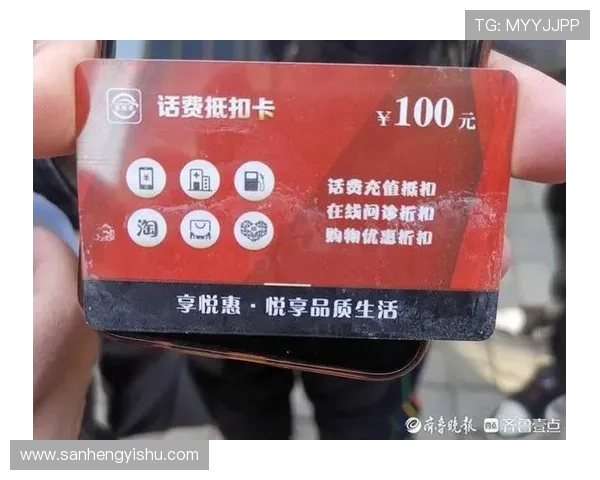 TG: MYYJJPP
话费抵扣卡
¥100元
话费充值抵扣
在线问诊折扣
购物优惠折扣
淘
享悦惠·悦享品质生活
齐鲁晚报 齐鲁壹点
www.sanhengyishu.com